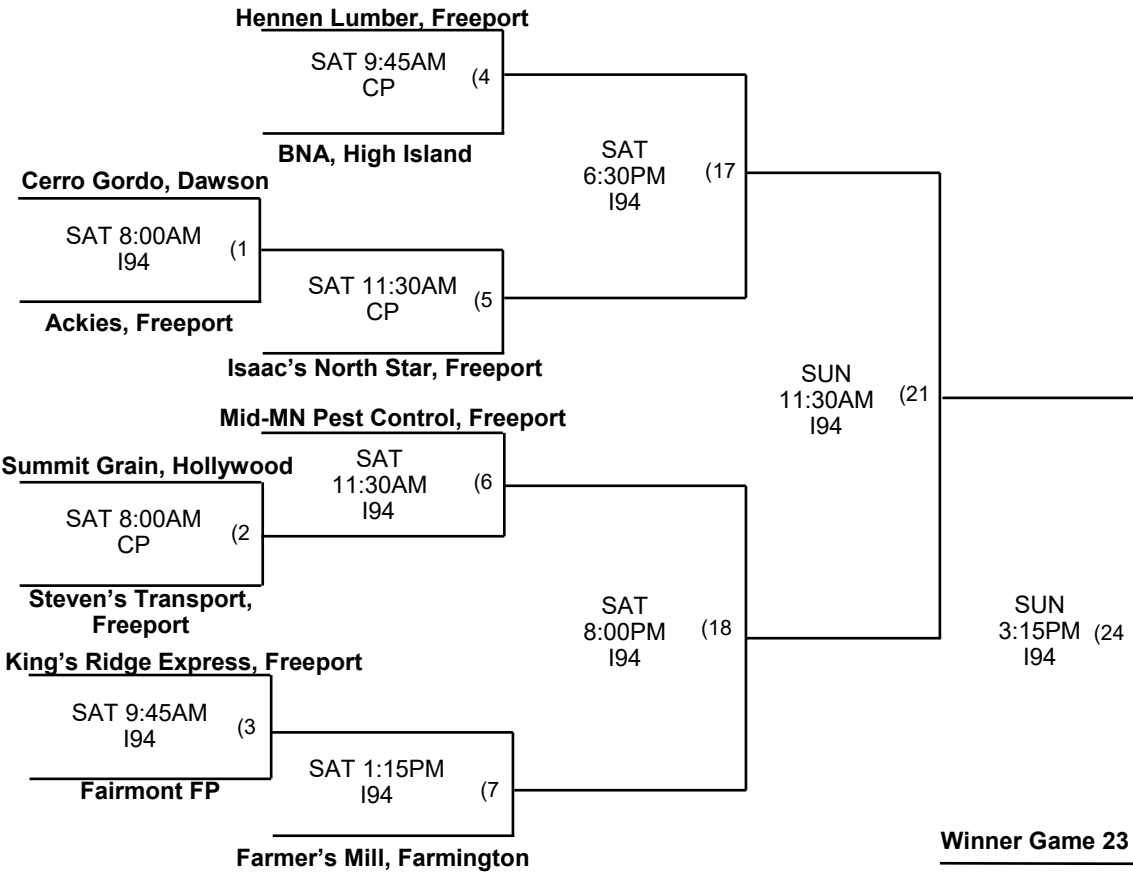 Hennen Lumber, Freeport
SAT 9:45AM
CP
(4
BNA, High Island
SAT
6:30PM
I94
(17
Cerro Gordo, Dawson
SAT 8:00AM
I94
(1
SAT 11:30AM
CP
(5
Ackies, Freeport
Isaac’s North Star, Freeport
SUN
11:30AM
I94
(21
Mid-MN Pest Control, Freeport
Summit Grain, Hollywood
SAT
11:30AM
I94
(6
SAT 8:00AM
CP
(2
Steven’s Transport,
Freeport
SAT
8:00PM
I94
(18
SUN
3:15PM
I94
(24
King’s Ridge Express, Freeport
SAT 9:45AM
I94
(3
SAT 1:15PM
I94
(7
Fairmont FP
Farmer’s Mill, Farmington
Winner Game 23